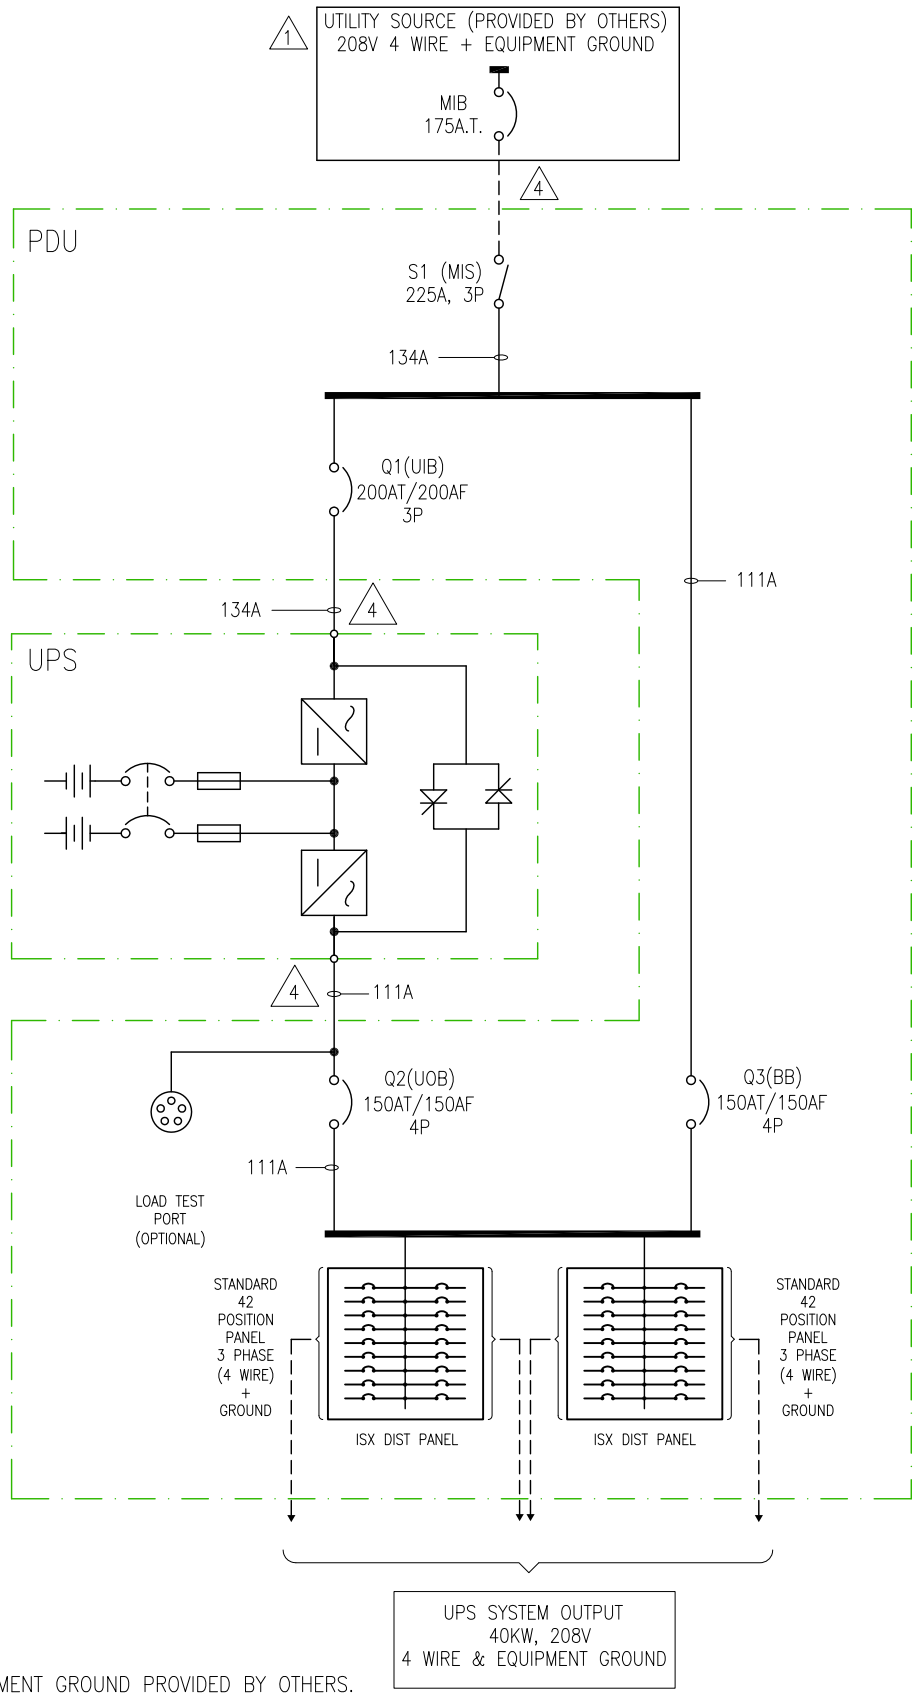 UTILITY SOURCE (PROVIDED BY OTHERS)
208V 4 WIRE + EQUIPMENT GROUND
1
MIB
175A.T.
4
PDU
S1 (MIS)
225A, 3P
134A
Q1(UIB)
200AT/200AF
3P
111A
134A
4
UPS
4
111A
Q2(UOB)
150AT/150AF
4P
Q3(BB)
150AT/150AF
4P
111A
LOAD TEST
PORT
(OPTIONAL)
STANDARD
42
POSITION
PANEL
3 PHASE
(4 WIRE)
+
GROUND
ISX DIST PANEL
ISX DIST PANEL
STANDARD
42
POSITION
PANEL
3 PHASE
(4 WIRE)
+
GROUND
UPS SYSTEM OUTPUT
40KW, 208V
4 WIRE & EQUIPMENT GROUND
MENT GROUND PROVIDED BY OTHERS.